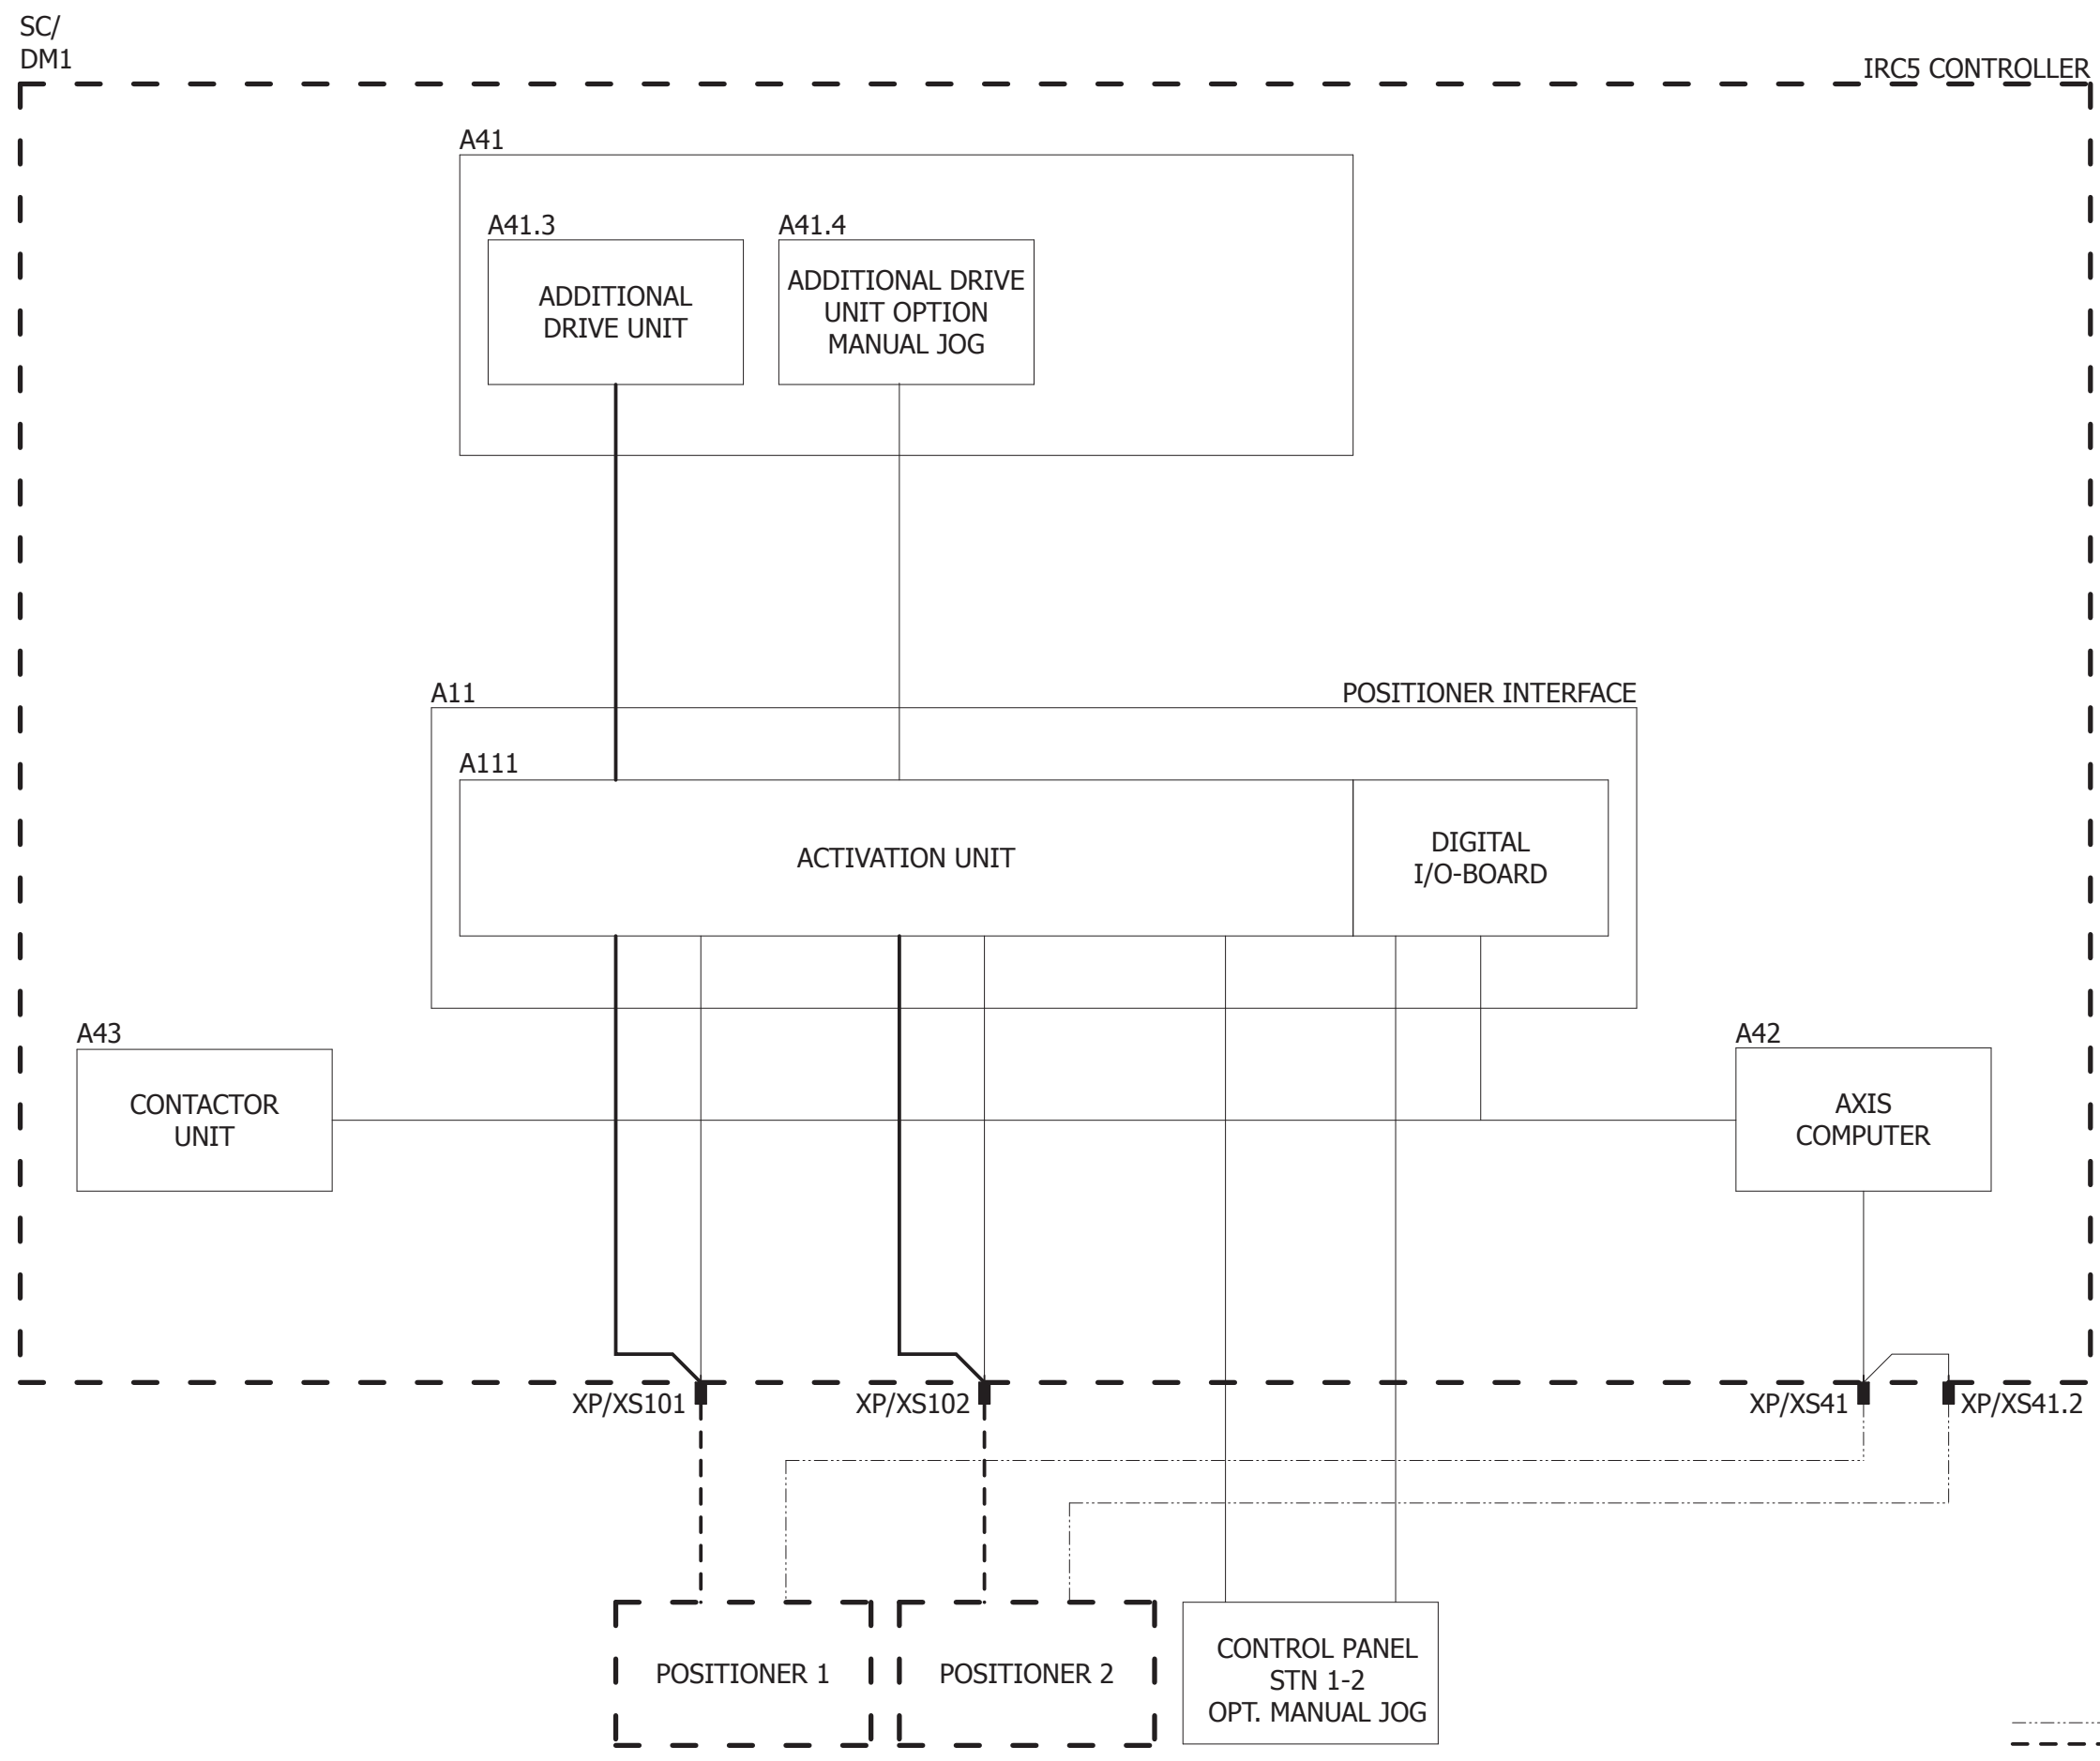 SC/
DM1
IRC5 CONTROLLER
A41
A41.3
A41.4
ADDITIONAL
DRIVE UNIT
ADDITIONAL DRIVE
UNIT OPTION
MANUAL JOG
A11
POSITIONER INTERFACE
A111
ACTIVATION UNIT
DIGITAL
I/O-BOARD
A43
CONTACTOR
UNIT
A42
AXIS
COMPUTER
XP/XS101
XP/XS102
XP/XS41
XP/XS41.2
POSITIONER 1
POSITIONER 2
CONTROL PANEL
STN 1-2
OPT. MANUAL JOG